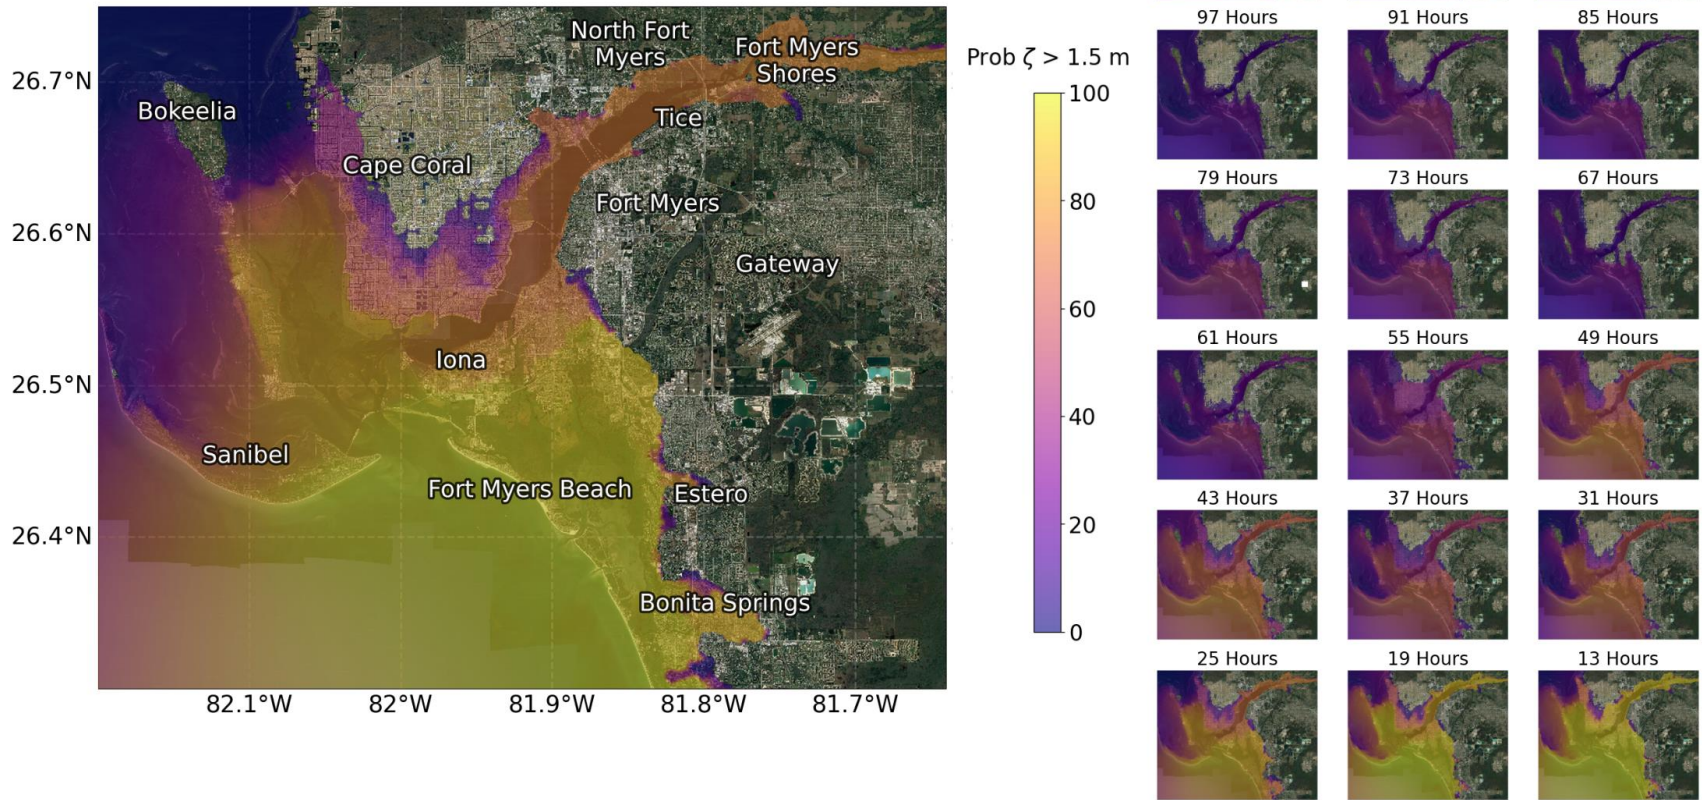 97 Hours
91 Hours
85 Hours
North Fort
Myers
Fort Myers
Shores
Prob ζ > 1.5 m
26.7°N
Bokeelia
Tice
100
Cape Coral
80
79 Hours
73 Hours
67 Hours
Fort Myers
26.6°N
Gateway
60
61 Hours
55 Hours
49 Hours
Iona
26.5°N
40
Sanibel
Fort Myers Beach
Estero
43 Hours
37 Hours
31 Hours
20
26.4°N
Bonita Springs
0
25 Hours
19 Hours
13 Hours
82.1°W
82°W
81.9°W
81.8°W
81.7°W